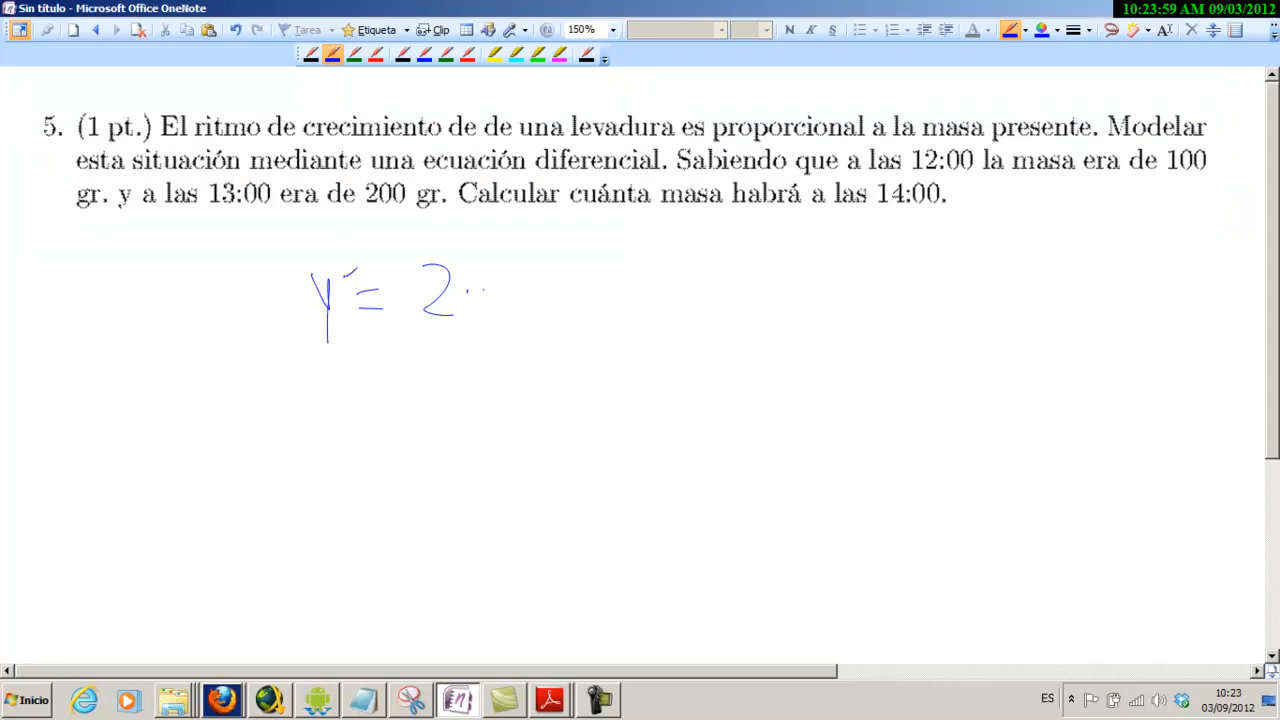 Sin título - Microsoft Office OneNote
10:23:59 AM 09/03/2012
Tarea Etiqueta Clip 150% N K S
5. (1 pt.) El ritmo de crecimiento de de una levadura es proporcional a la masa presente. Modelar
esta situación mediante una ecuación diferencial. Sabiendo que a las 12:00 la masa era de 100
gr. y a las 13:00 era de 200 gr. Calcular cuánta masa habrá a las 14:00.
y' = 2 ..
Inicio
ES
10:23
03/09/2012